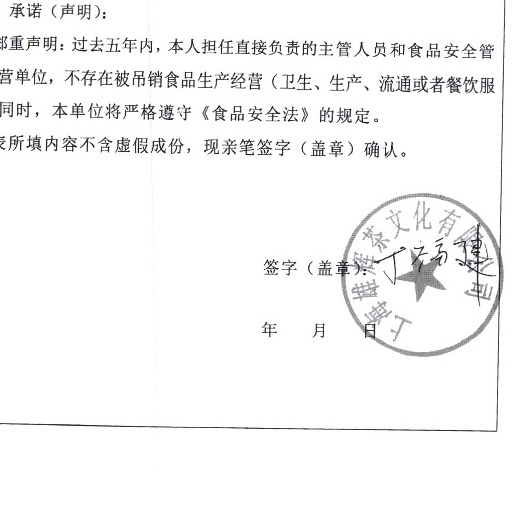 承诺（声明）：
郑重声明：过去五年内，本人担任直接负责的主管人员和食品安全管
营单位，不存在被吊销食品生产经营（卫生、生产、流通或者餐饮服
同时，本单位将严格遵守《食品安全法》的规定。
表所填内容不含虚假成份，现亲笔签字（盖章）确认。
签字（盖章）：
年 月 日
上海 辉茶文化有限公司